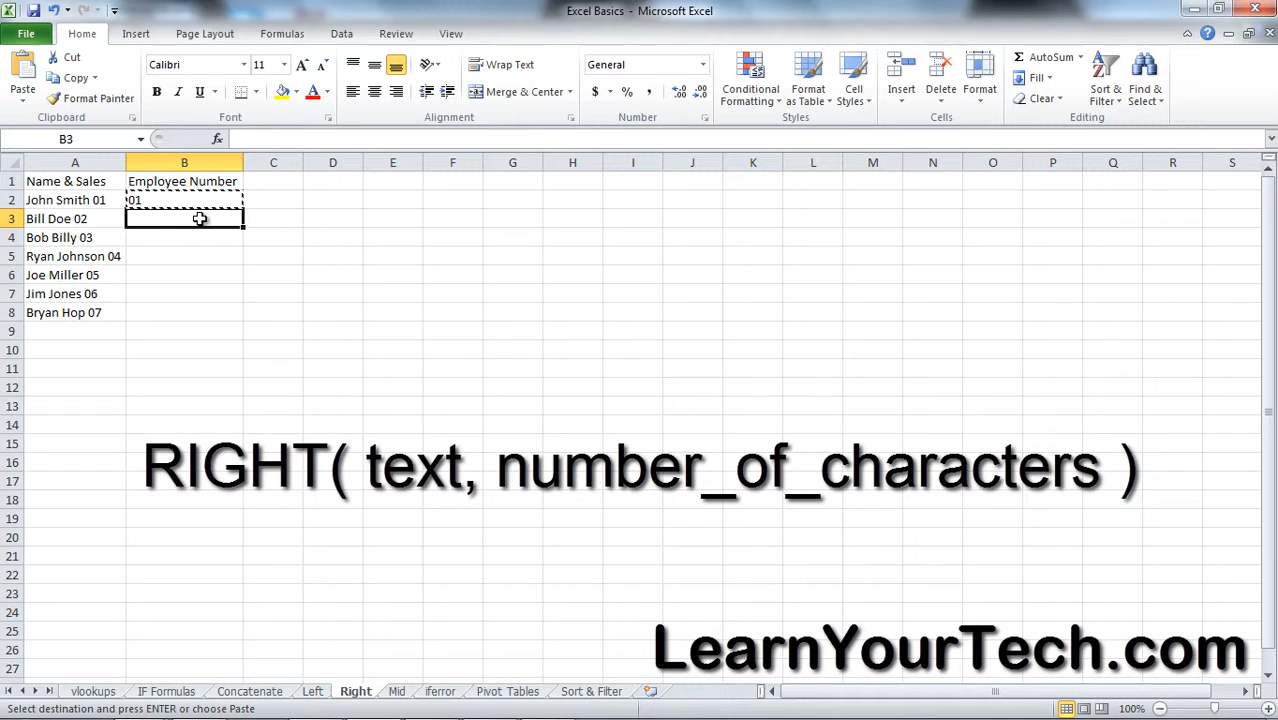 Excel Basics - Microsoft Excel
File Home Insert Page Layout Formulas Data Review View
Cut
Copy
Format Painter
Paste
Clipboard
Calibri 11
B I U
Font
Wrap Text
Merge & Center
Alignment
General
$ % ,
Number
Conditional Formatting
Format as Table
Cell Styles
Styles
Insert Delete Format
Cells
Σ AutoSum
Fill
Clear
Sort & Filter
Find & Select
Editing
B3 fx
A B C D E F G H I J K L M N O P Q R S
1 Name & Sales Employee Number
2 John Smith 01 01
3 Bill Doe 02
4 Bob Billy 03
5 Ryan Johnson 04
6 Joe Miller 05
7 Jim Jones 06
8 Bryan Hop 07
9
10
11
12
13
14
15
16
17
18
19
20
21
22
23
24
25
26
27
RIGHT( text, number_of_characters )
LearnYourTech.com
vlookups IF Formulas Concatenate Left Right Mid iferror Pivot Tables Sort & Filter
Select destination and press ENTER or choose Paste 100%